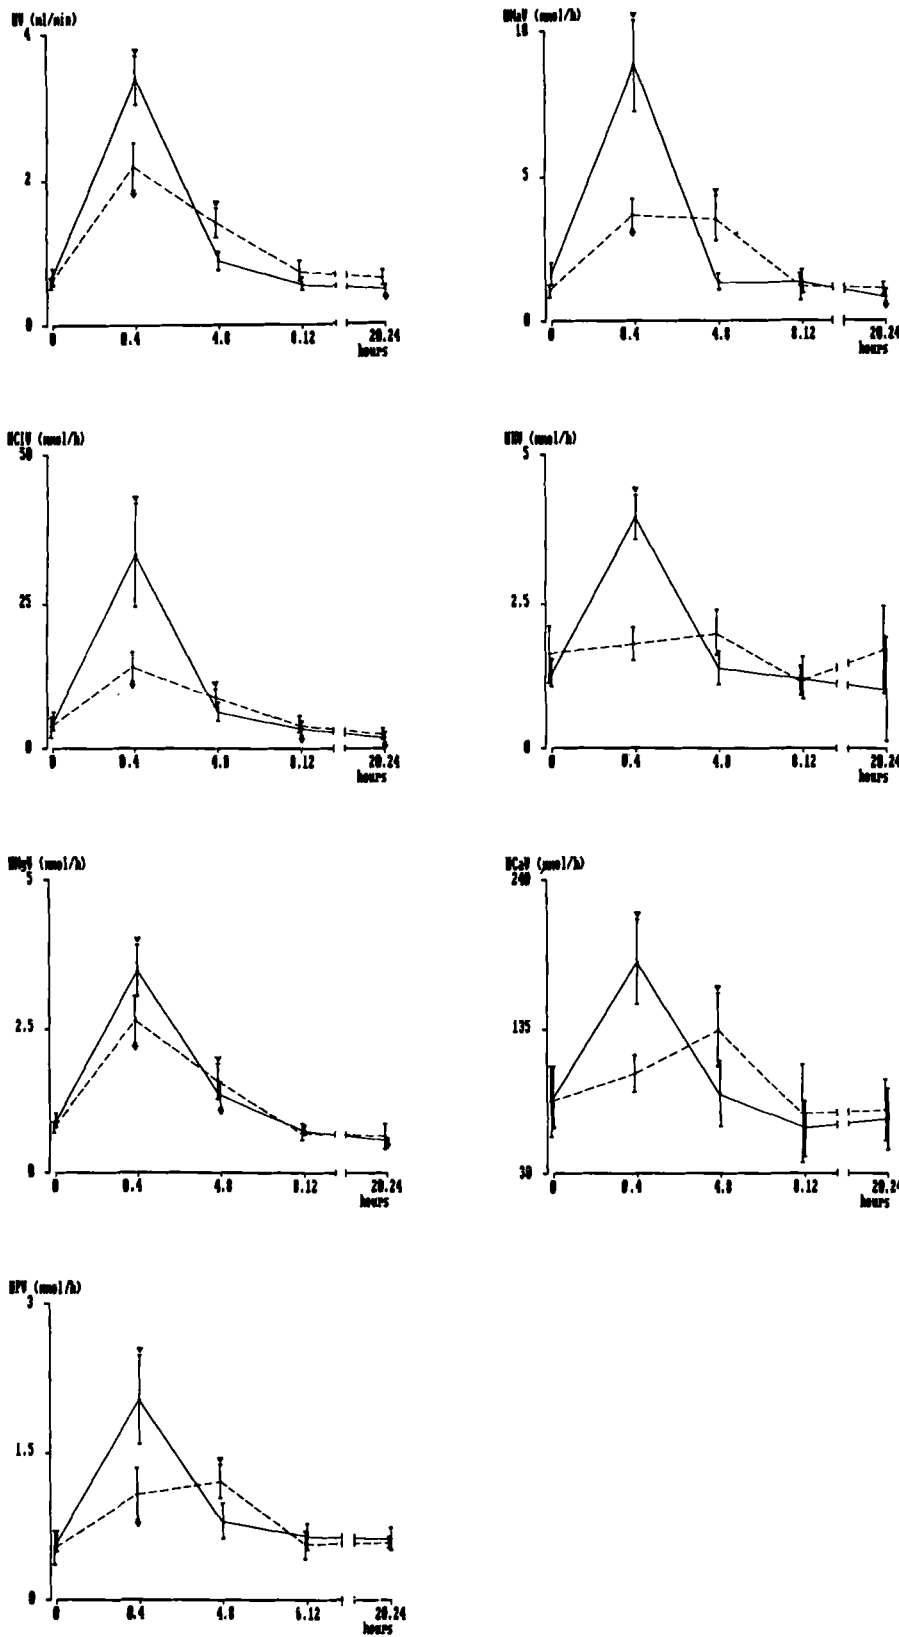 UV (ml/min)
4
2
0
0 0.4 4.8 8.12 20.24
hours
UNaV (mmol/h)
10
5
0
0 0.4 4.8 8.12 20.24
hours
UClV (mmol/h)
50
25
0
0 0.4 4.8 8.12 20.24
hours
UKV (mmol/h)
5
2.5
0
0 0.4 4.8 8.12 20.24
hours
UMgV (mmol/h)
5
2.5
0
0 0.4 4.8 8.12 20.24
hours
UCaV (µmol/h)
240
135
30
0 0.4 4.8 8.12 20.24
hours
UPV (mmol/h)
3
1.5
0
0 0.4 4.8 8.12 20.24
hours